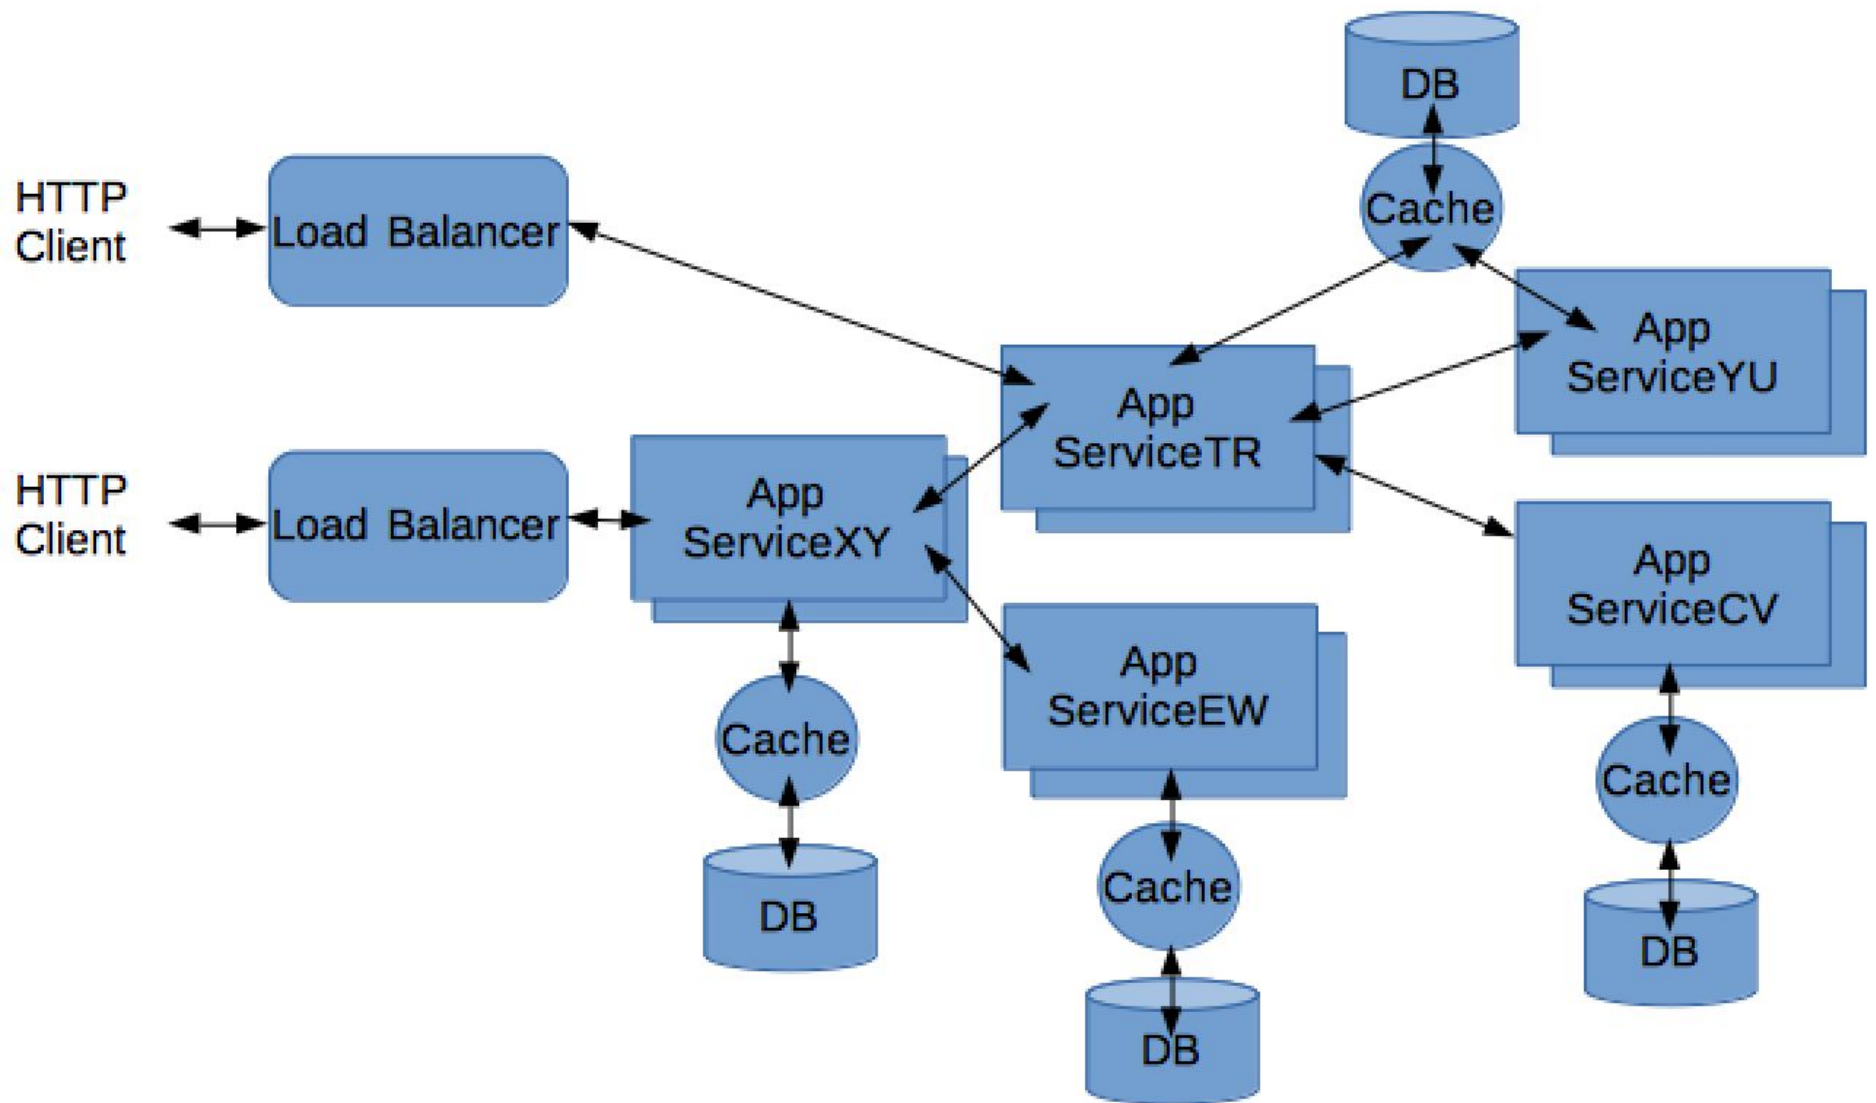 DB
Cache
HTTP
Client
Load Balancer
App
ServiceYU
App
ServiceTR
HTTP
Client
Load Balancer
App
ServiceXY
App
ServiceCV
App
ServiceEW
Cache
Cache
Cache
DB
DB
DB